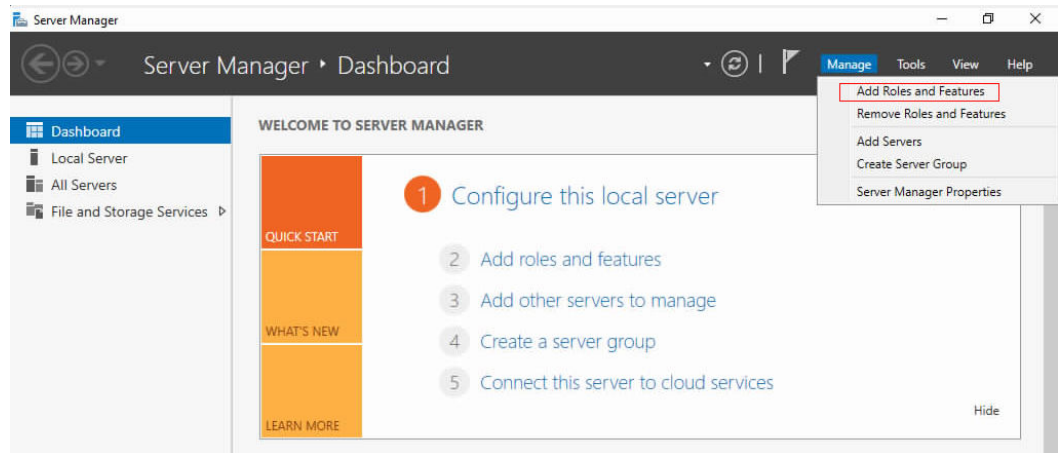 Server Manager
Server Manager • Dashboard
Manage Tools View Help
Add Roles and Features
Remove Roles and Features
Add Servers
Create Server Group
Server Manager Properties
Dashboard
Local Server
All Servers
File and Storage Services
WELCOME TO SERVER MANAGER
QUICK START
WHAT'S NEW
LEARN MORE
1 Configure this local server
2 Add roles and features
3 Add other servers to manage
4 Create a server group
5 Connect this server to cloud services
Hide